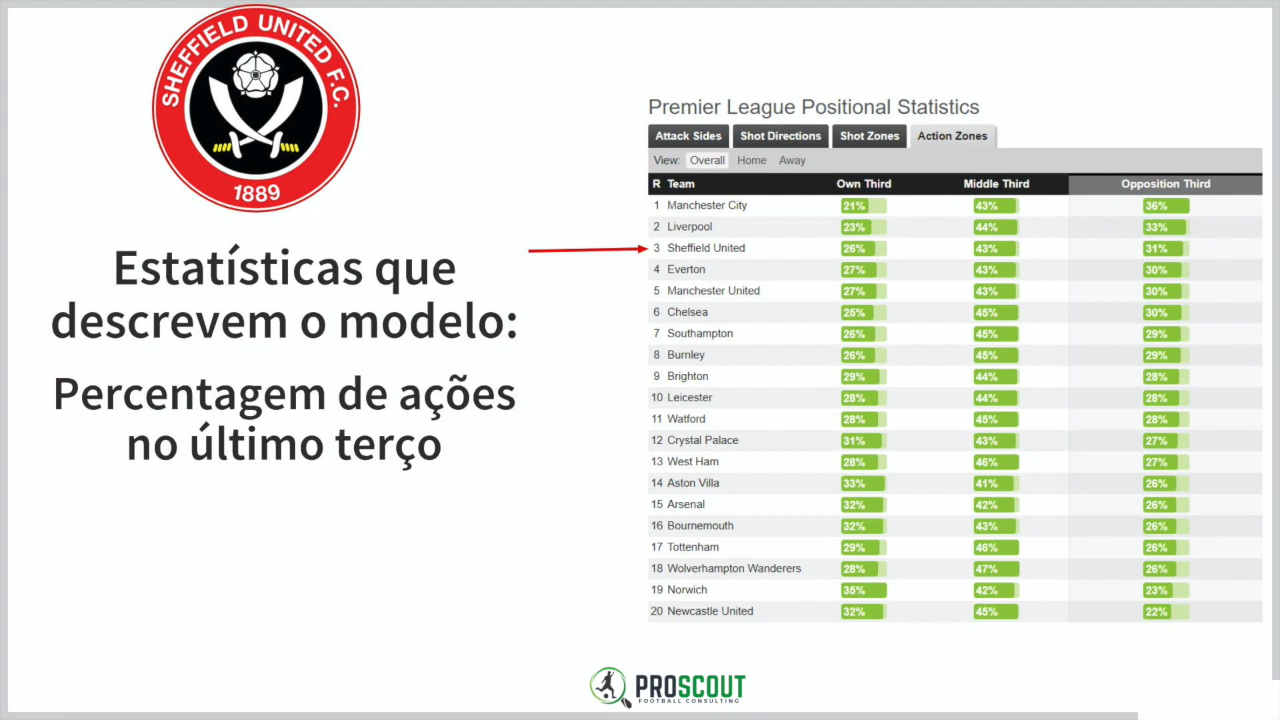 SHEFFIELD UNITED F.C.
1889
Estatísticas que
descrevem o modelo:
Percentagem de ações
no último terço
Premier League Positional Statistics
Attack Sides Shot Directions Shot Zones Action Zones
View: Overall Home Away
R Team Own Third Middle Third Opposition Third
1 Manchester City 21% 43% 36%
2 Liverpool 23% 44% 33%
3 Sheffield United 26% 43% 31%
4 Everton 27% 43% 30%
5 Manchester United 27% 43% 30%
6 Chelsea 25% 45% 30%
7 Southampton 26% 45% 29%
8 Burnley 26% 45% 29%
9 Brighton 29% 44% 28%
10 Leicester 28% 44% 28%
11 Watford 28% 45% 28%
12 Crystal Palace 31% 43% 27%
13 West Ham 28% 46% 27%
14 Aston Villa 33% 41% 26%
15 Arsenal 32% 42% 26%
16 Bournemouth 32% 43% 26%
17 Tottenham 29% 46% 26%
18 Wolverhampton Wanderers 28% 47% 26%
19 Norwich 35% 42% 23%
20 Newcastle United 32% 45% 22%
PROSCOUT
FOOTBALL CONSULTING